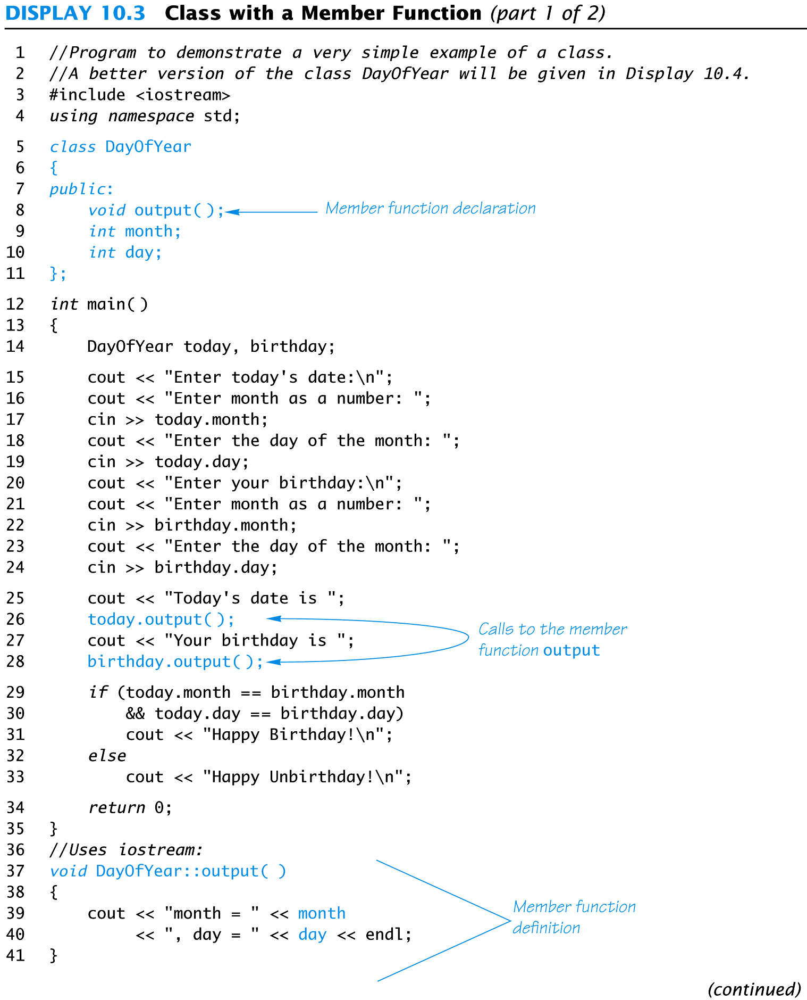 DISPLAY 10.3 Class with a Member Function (part 1 of 2)
1 //Program to demonstrate a very simple example of a class.
2 //A better version of the class DayOfYear will be given in Display 10.4.
3 #include <iostream>
4 using namespace std;
5 class DayOfYear
6 {
7 public:
8     void output( ); Member function declaration
9     int month;
10     int day;
11 };
12 int main( )
13 {
14     DayOfYear today, birthday;
15     cout << "Enter today's date:\n";
16     cout << "Enter month as a number: ";
17     cin >> today.month;
18     cout << "Enter the day of the month: ";
19     cin >> today.day;
20     cout << "Enter your birthday:\n";
21     cout << "Enter month as a number: ";
22     cin >> birthday.month;
23     cout << "Enter the day of the month: ";
24     cin >> birthday.day;
25     cout << "Today's date is ";
26     today.output( );
27     cout << "Your birthday is ";
28     birthday.output( );
Calls to the member
function output
29     if (today.month == birthday.month
30         && today.day == birthday.day)
31         cout << "Happy Birthday!\n";
32     else
33         cout << "Happy Unbirthday!\n";
34     return 0;
35 }
36 //Uses iostream:
37 void DayOfYear::output( )
38 {
39     cout << "month = " << month
40          << ", day = " << day << endl;
41 }
Member function
definition
(continued)